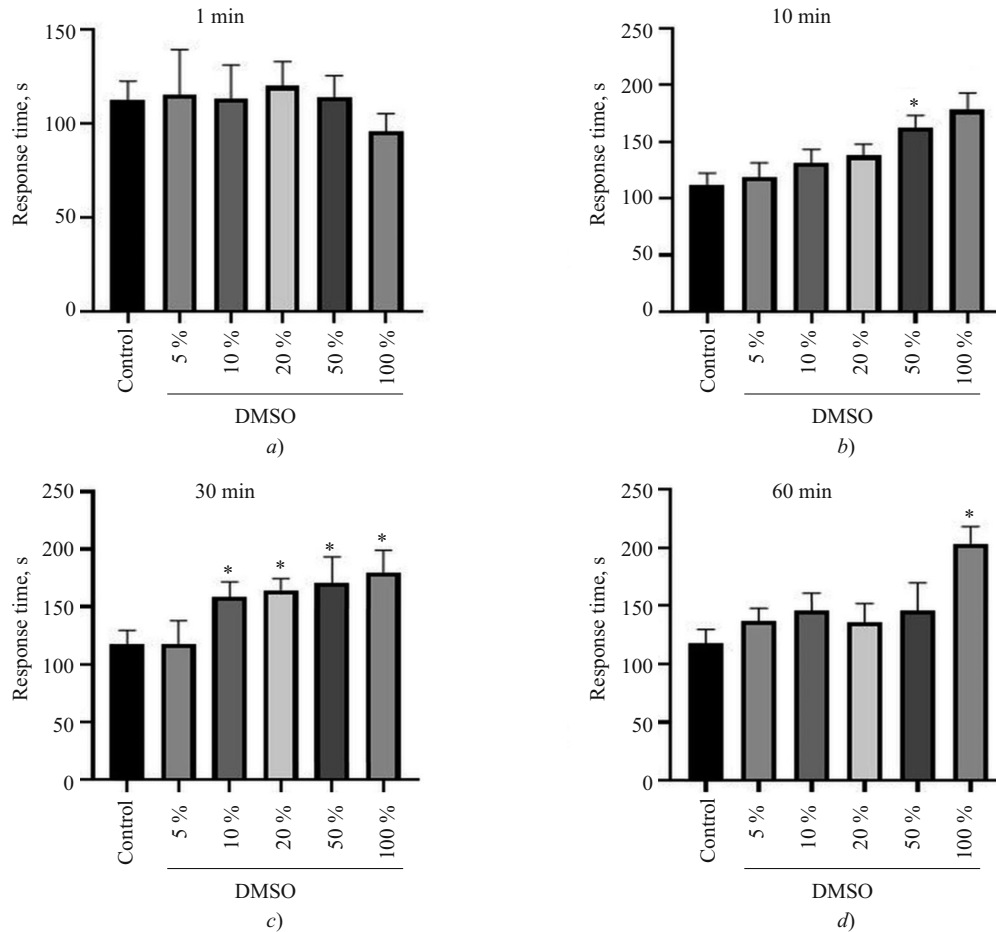 1 min
Response time, s
150
100
50
0
Control
5 %
10 %
20 %
50 %
100 %
DMSO
a)
10 min
Response time, s
250
200
150
100
50
0
*
Control
5 %
10 %
20 %
50 %
100 %
DMSO
b)
30 min
Response time, s
250
200
150
100
50
0
* * * *
Control
5 %
10 %
20 %
50 %
100 %
DMSO
c)
60 min
Response time, s
250
200
150
100
50
0
*
Control
5 %
10 %
20 %
50 %
100 %
DMSO
d)